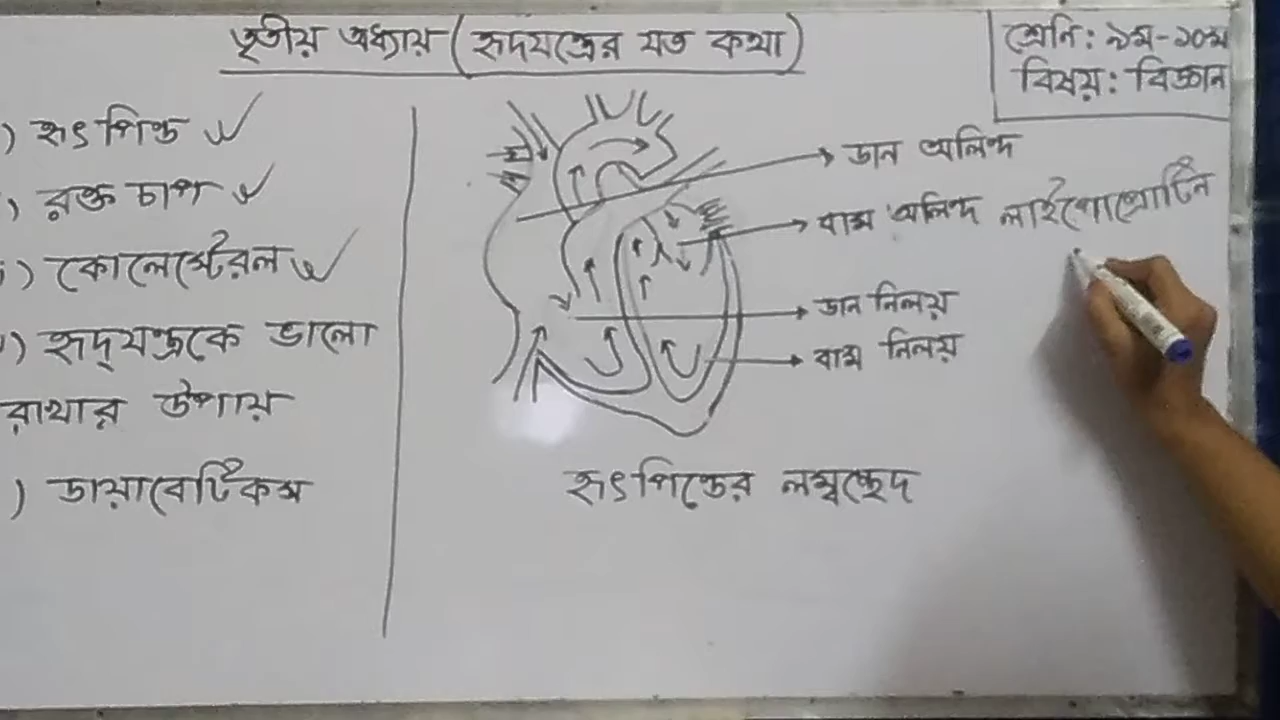 তৃতীয় অধ্যায় (হৃদযন্ত্রের যত কথা)
শ্রেনি: ৯ম-১০ম
বিষয়: বিজ্ঞান
) হৃৎপিন্ড
) রক্ত চাপ
) কোলেস্টেরল
) হৃদ্যন্ত্রকে ভালো
রাখার উপায়
) ডায়াবেটিকস
ডান অলিন্দ
বাম অলিন্দ
লাইপোপ্রোটিন
ডান নিলয়
বাম নিলয়
হৃৎপিন্ডের লম্বচ্ছেদ